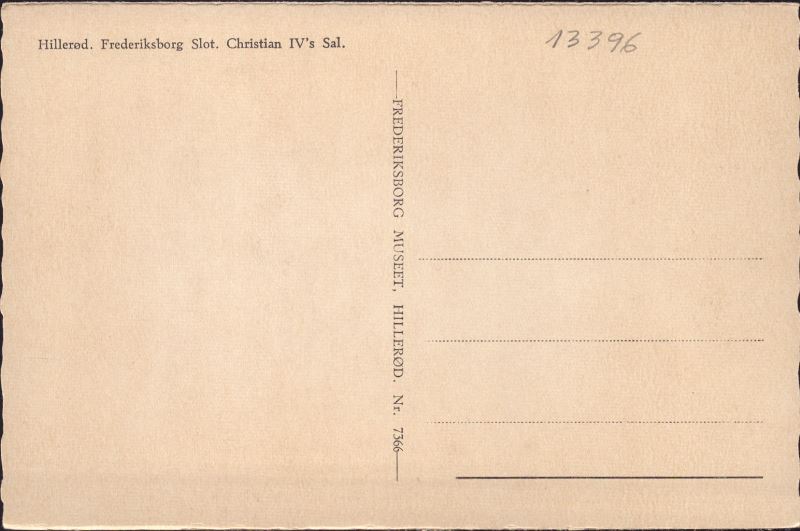 Hillerød. Frederiksborg Slot. Christian IV's Sal.
13396
FREDERIKSBORG MUSEET, HILLERØD. Nr. 7366